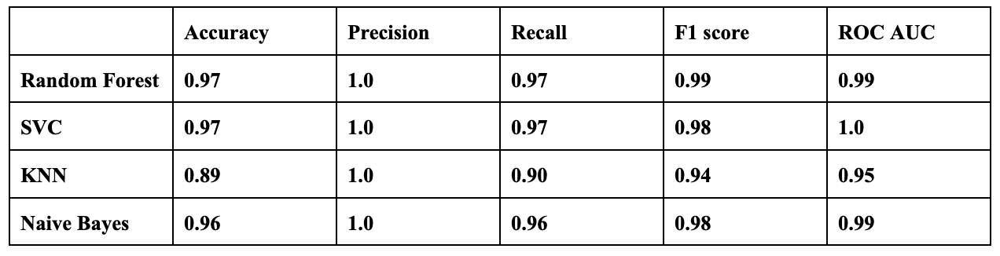 Accuracy Precision Recall F1 score ROC AUC
Random Forest 0.97 1.0 0.97 0.99 0.99
SVC 0.97 1.0 0.97 0.98 1.0
KNN 0.89 1.0 0.90 0.94 0.95
Naive Bayes 0.96 1.0 0.96 0.98 0.99